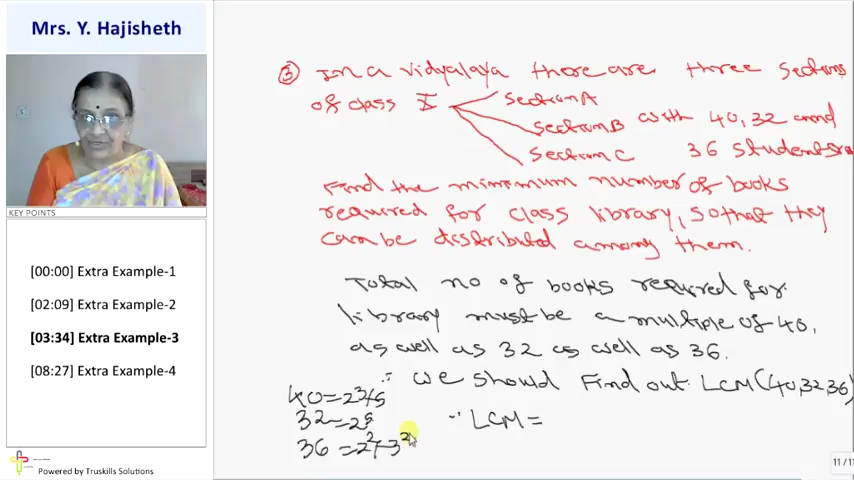 Mrs. Y. Hajisheth
KEY POINTS
[00:00] Extra Example-1
[02:09] Extra Example-2
[03:34] Extra Example-3
[08:27] Extra Example-4
Powered by Truskills Solutions
③ In a vidyalaya there are three sections
of class X section A
section B with 40, 32 and
section C 36 students
Find the minimum number of books
required for class library, so that they
can be distributed among them.
Total no of books required for
library must be a multiple of 40,
as well as 32 as well as 36.
∴ we should Find out LCM (40,32,36)
40 = 2³×5
32 = 2⁵
∵ LCM =
36 = 2²×3²
11 / 11